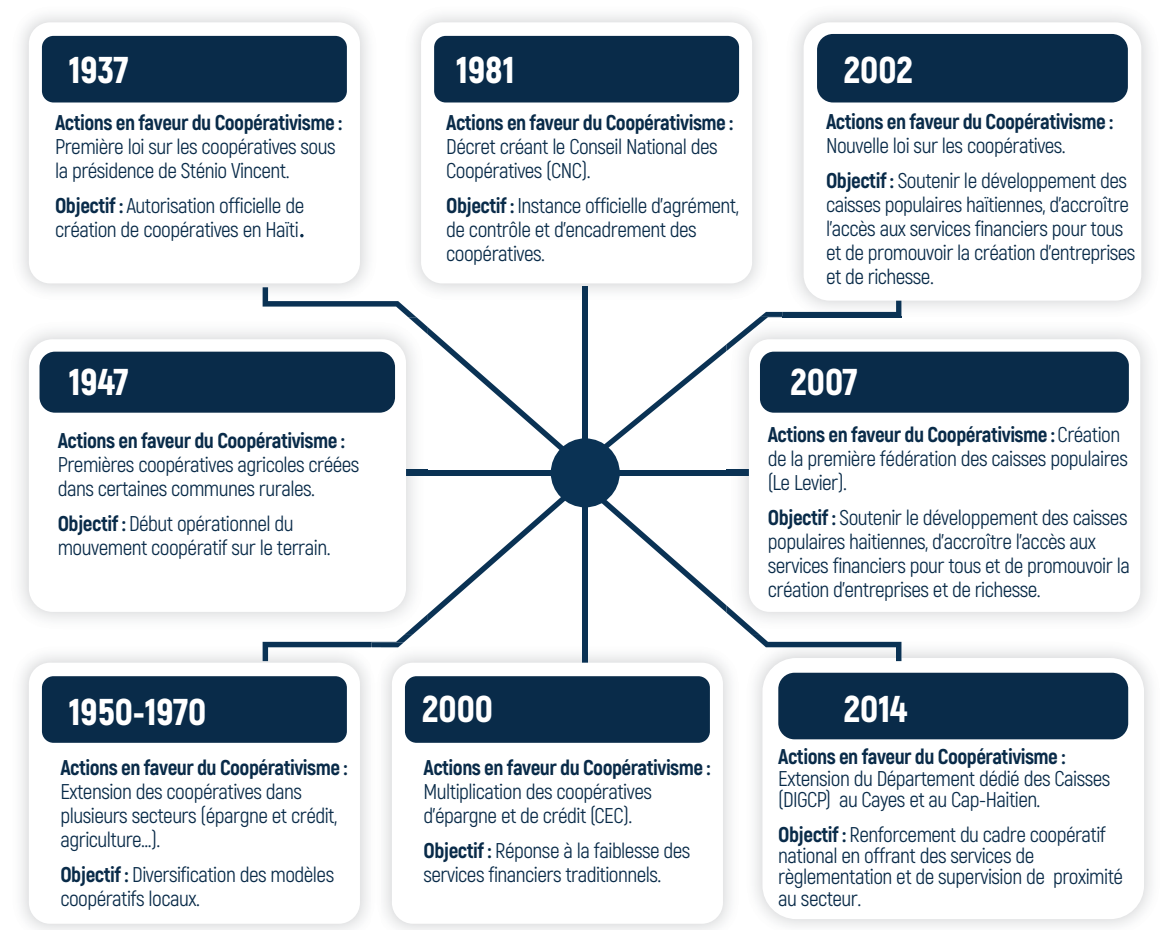 1937
Actions en faveur du Coopérativisme :
Première loi sur les coopératives sous
la présidence de Sténio Vincent.
Objectif : Autorisation officielle de
création de coopératives en Haïti.
1981
Actions en faveur du Coopérativisme :
Décret créant le Conseil National des
Coopératives (CNC).
Objectif : Instance officielle d'agrément,
de contrôle et d'encadrement des
coopératives.
2002
Actions en faveur du Coopérativisme :
Nouvelle loi sur les coopératives.
Objectif : Soutenir le développement des
caisses populaires haïtiennes, d'accroître
l'accès aux services financiers pour tous
et de promouvoir la création d'entreprises
et de richesse.
1947
Actions en faveur du Coopérativisme :
Premières coopératives agricoles créées
dans certaines communes rurales.
Objectif : Début opérationnel du
mouvement coopératif sur le terrain.
2007
Actions en faveur du Coopérativisme : Création
de la première fédération des caisses populaires
(Le Levier).
Objectif : Soutenir le développement des caisses
populaires haitiennes, d'accroître l'accès aux
services financiers pour tous et de promouvoir la
création d'entreprises et de richesse.
1950-1970
Actions en faveur du Coopérativisme :
Extension des coopératives dans
plusieurs secteurs (épargne et crédit,
agriculture...).
Objectif : Diversification des modèles
coopératifs locaux.
2000
Actions en faveur du Coopérativisme :
Multiplication des coopératives
d'épargne et de crédit (CEC).
Objectif : Réponse à la faiblesse des
services financiers traditionnels.
2014
Actions en faveur du Coopérativisme :
Extension du Département dédié des Caisses
(DIGCP) au Cayes et au Cap-Haitien.
Objectif : Renforcement du cadre coopératif
national en offrant des services de
règlementation et de supervision de proximité
au secteur.